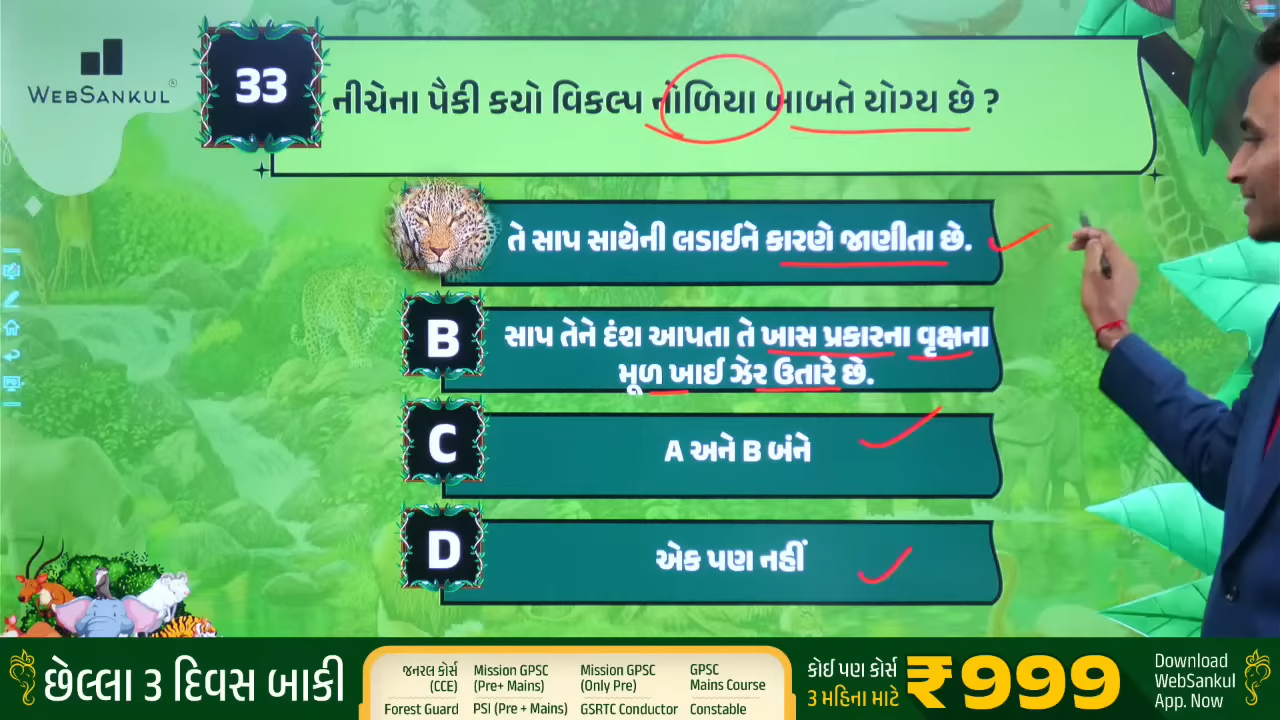 WEBSANKUL
33
નીચેના પૈકી કયો વિકલ્પ નોળિયા બાબતે યોગ્ય છે ?
તે સાપ સાથેની લડાઈને કારણે જાણીતા છે.
B
સાપ તેને દંશ આપતા તે ખાસ પ્રકારના વૃક્ષના
મૂળ ખાઈ ઝેર ઉતારે છે.
C
A અને B બંને
D
એક પણ નહીં
છેલ્લા ૩ દિવસ બાકી
જનરલ કોર્સ
(CCE)
Forest Guard
Mission GPSC
(Pre+ Mains)
PSI (Pre + Mains)
Mission GPSC
(Only Pre)
GSRTC Conductor
GPSC
Mains Course
Constable
કોઈ પણ કોર્સ
૩ મહિના માટે
₹999
Download
WebSankul
App. Now